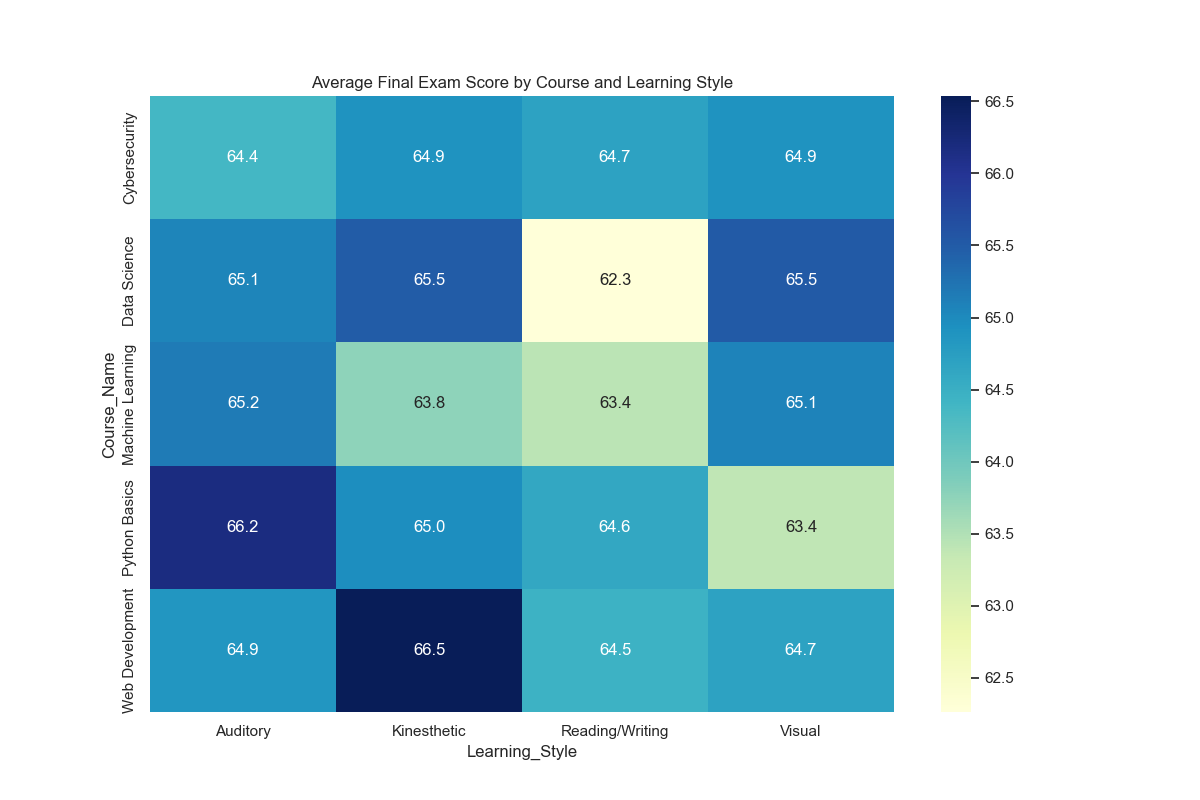 Average Final Exam Score by Course and Learning Style
Course_Name
Cybersecurity
64.4 64.9 64.7 64.9
Data Science
65.1 65.5 62.3 65.5
Machine Learning
65.2 63.8 63.4 65.1
Python Basics
66.2 65.0 64.6 63.4
Web Development
64.9 66.5 64.5 64.7
Auditory Kinesthetic Reading/Writing Visual
Learning_Style
66.5
66.0
65.5
65.0
64.5
64.0
63.5
63.0
62.5